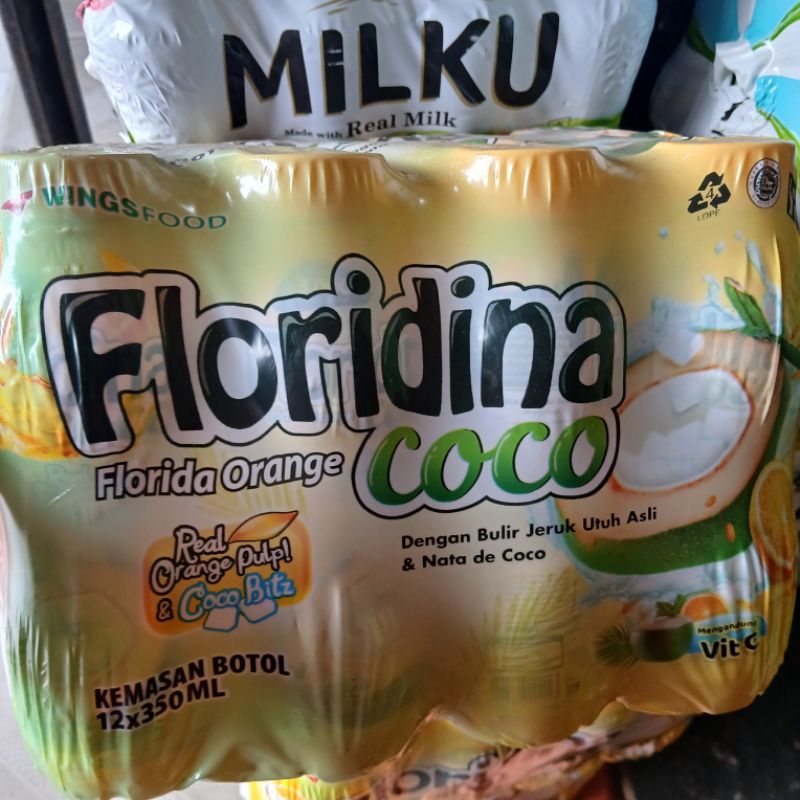 MILKU
Made with Real Milk
WINGSFOOD
4
LDPE
Floridina
coco
Florida Orange
Dengan Bulir Jeruk Utuh Asli
& Nata de Coco
Real
Orange Pulp!
& Coco Bitz
Mengandung
Vit C
KEMASAN BOTOL
12x350ML